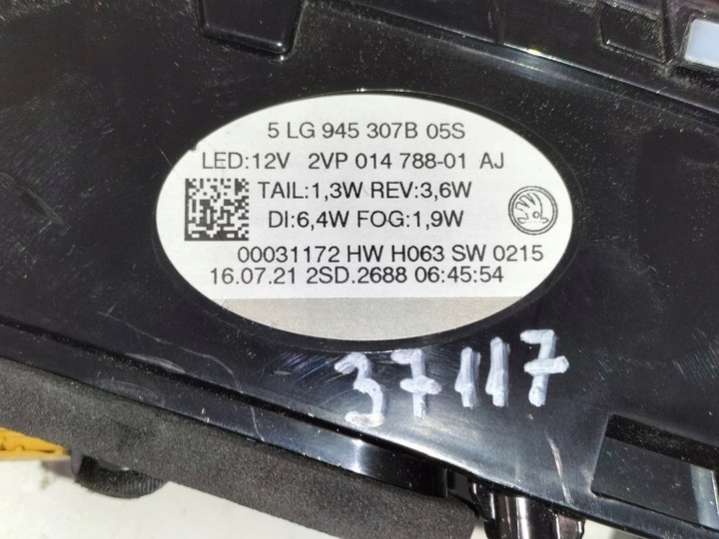 5 LG 945 307B 05S
LED:12V 2VP 014 788-01 AJ
TAIL:1,3W REV:3,6W
DI:6,4W FOG:1,9W
00031172 HW H063 SW 0215
16.07.21 2SD.2688 06:45:54
37117